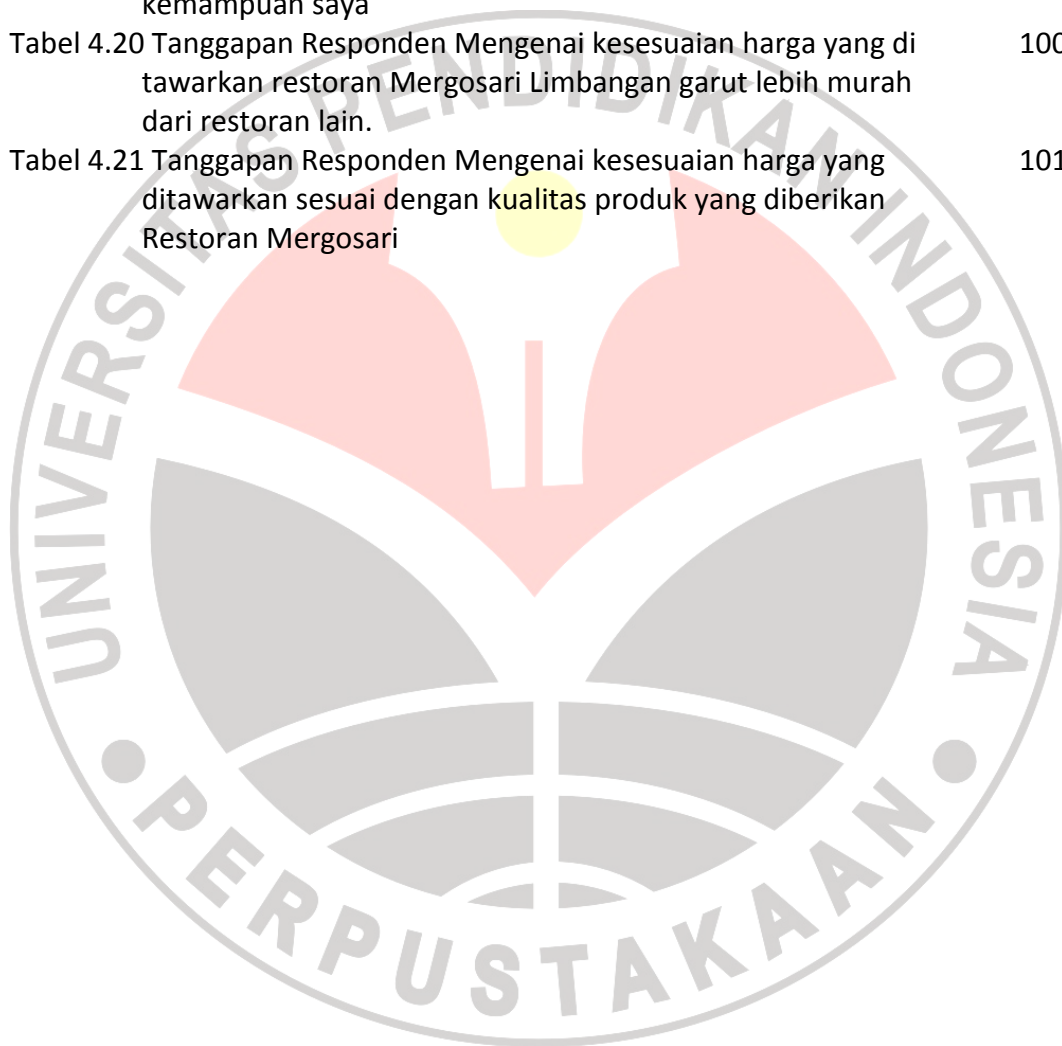 kemampuan saya
Tabel 4.20 Tanggapan Responden Mengenai kesesuaian harga yang di 100
tawarkan restoran Mergosari Limbangan garut lebih murah
dari restoran lain.
Tabel 4.21 Tanggapan Responden Mengenai kesesuaian harga yang 101
ditawarkan sesuai dengan kualitas produk yang diberikan
Restoran Mergosari
UNIVERSITAS PENDIDIKAN INDONESIA
PERPUSTAKAAN